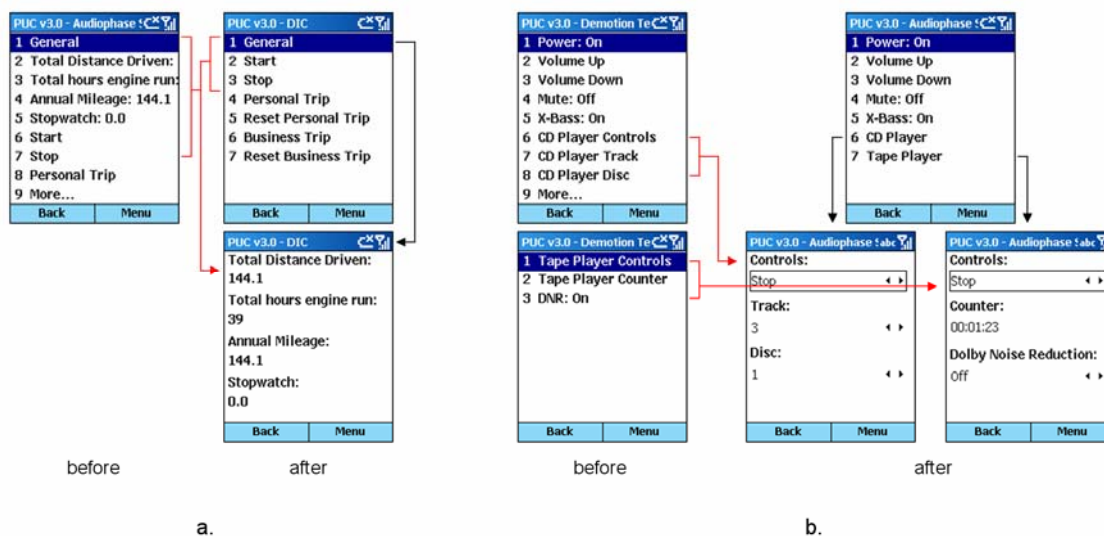 PUC v3.0 - Audiophase S
1 General
2 Total Distance Driven:
3 Total hours engine run:
4 Annual Mileage: 144.1
5 Stopwatch: 0.0
6 Start
7 Stop
8 Personal Trip
9 More...
Back Menu
PUC v3.0 - DIC
1 General
2 Start
3 Stop
4 Personal Trip
5 Reset Personal Trip
6 Business Trip
7 Reset Business Trip
Back Menu
PUC v3.0 - DIC
Total Distance Driven:
144.1
Total hours engine run:
39
Annual Mileage:
144.1
Stopwatch:
0.0
Back Menu
before after
a.
PUC v3.0 - Demotion Te
1 Power: On
2 Volume Up
3 Volume Down
4 Mute: Off
5 X-Bass: On
6 CD Player Controls
7 CD Player Track
8 CD Player Disc
9 More...
Back Menu
PUC v3.0 - Demotion Te
1 Tape Player Controls
2 Tape Player Counter
3 DNR: On
Back Menu
PUC v3.0 - Audiophase S
1 Power: On
2 Volume Up
3 Volume Down
4 Mute: Off
5 X-Bass: On
6 CD Player
7 Tape Player
Back Menu
PUC v3.0 - Audiophase S abc
Controls:
Stop
Track:
3
Disc:
1
Back Menu
PUC v3.0 - Audiophase S abc
Controls:
Stop
Counter:
00:01:23
Dolby Noise Reduction:
Off
Back Menu
before after
b.